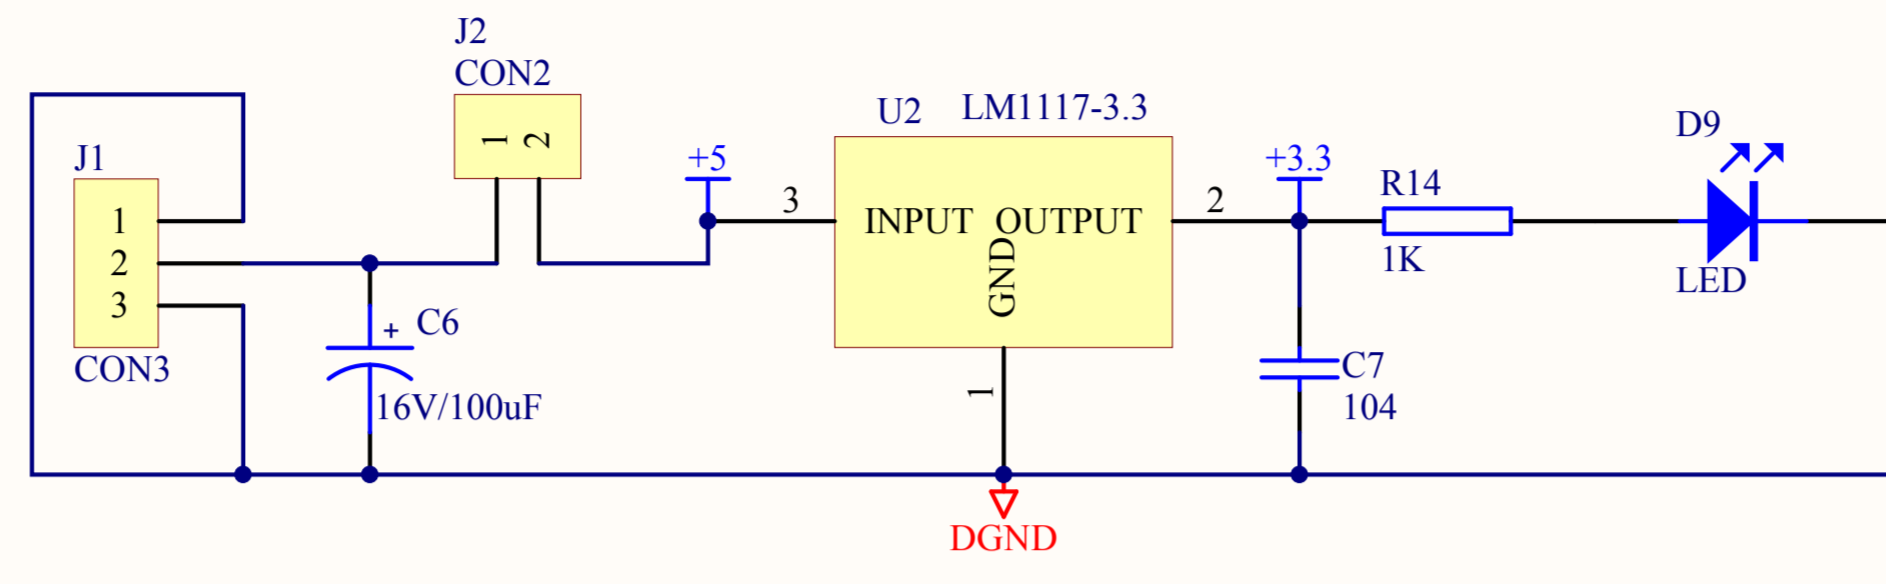 J2
CON2
1
2
J1
1
2
3
CON3
+
C6
16V/100uF
+5
U2
LM1117-3.3
3
INPUT
OUTPUT
GND
2
1
DGND
+3.3
R14
1K
C7
104
D9
LED